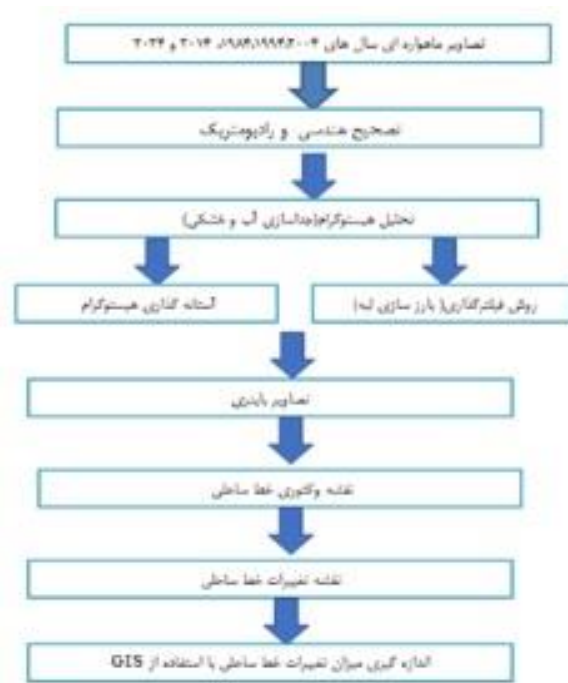 تصاویر ماهواره ای سال های ۱۹۸۴،۱۹۹۴،۲۰۰۴، ۲۰۱۴ و ۲۰۲۴
تصحیح هندسی و رادیومتریک
تحلیل هیستوگرام(جداسازی آب و خشکی)
روش فیلترگذاری( بارز سازی لبه)
آستانه گذاری هیستوگرام
تصاویر باینری
نقشه وکتوری خط ساحلی
نقشه تغییرات خط ساحلی
اندازه گیری میزان تغییرات خط ساحلی با استفاده از GIS